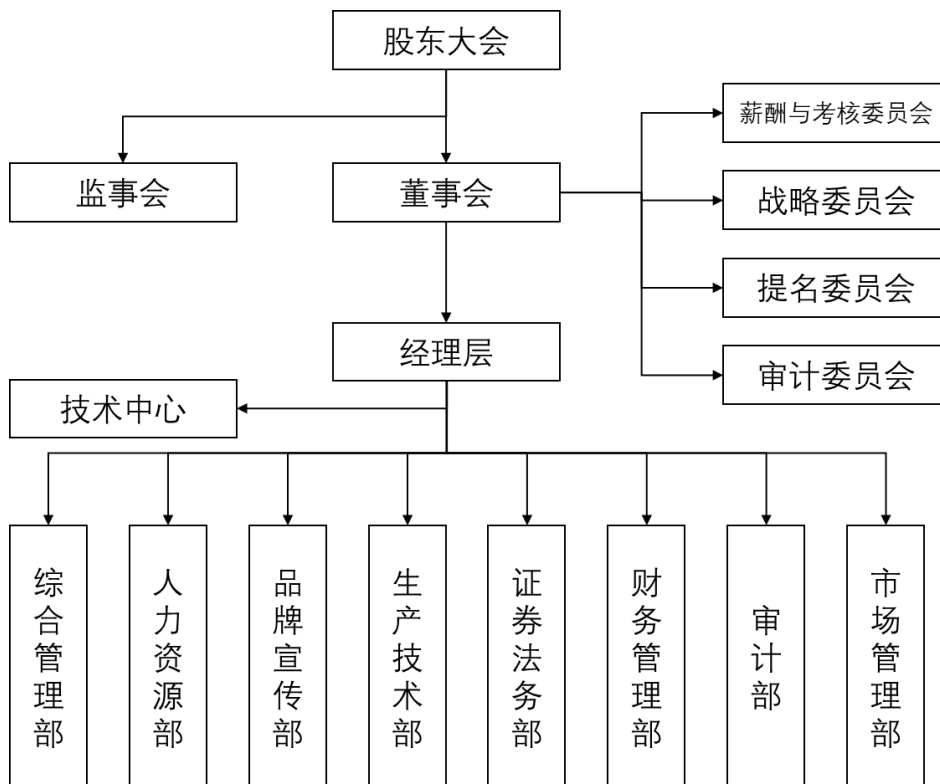 股东大会
薪酬与考核委员会
监事会
董事会
战略委员会
提名委员会
经理层
审计委员会
技术中心
综合管理部
人力资源部
品牌宣传部
生产技术部
证券法务部
财务管理部
审计部
市场管理部